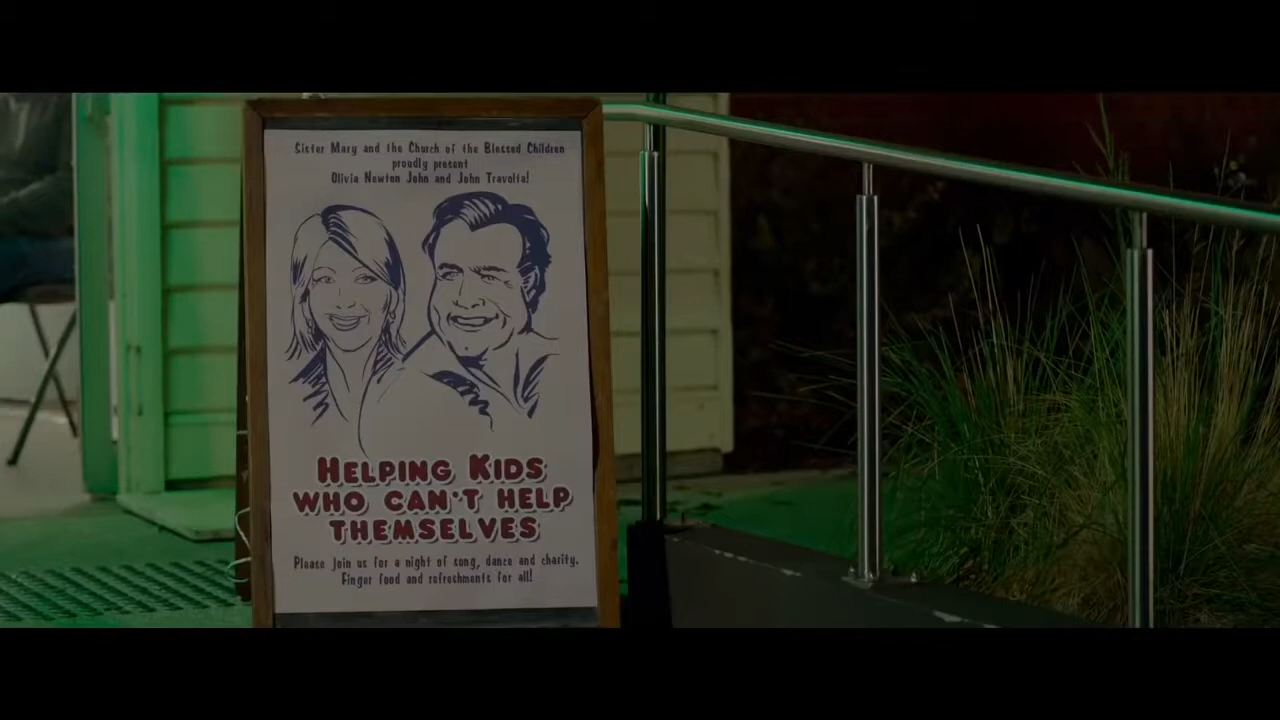 Sister Mary and the Church of the Blessed Children
proudly present
Olivia Newton John and John Travolta!
HELPING KIDS
WHO CAN'T HELP
THEMSELVES
Please join us for a night of song, dance and charity.
Finger food and refreshments for all!